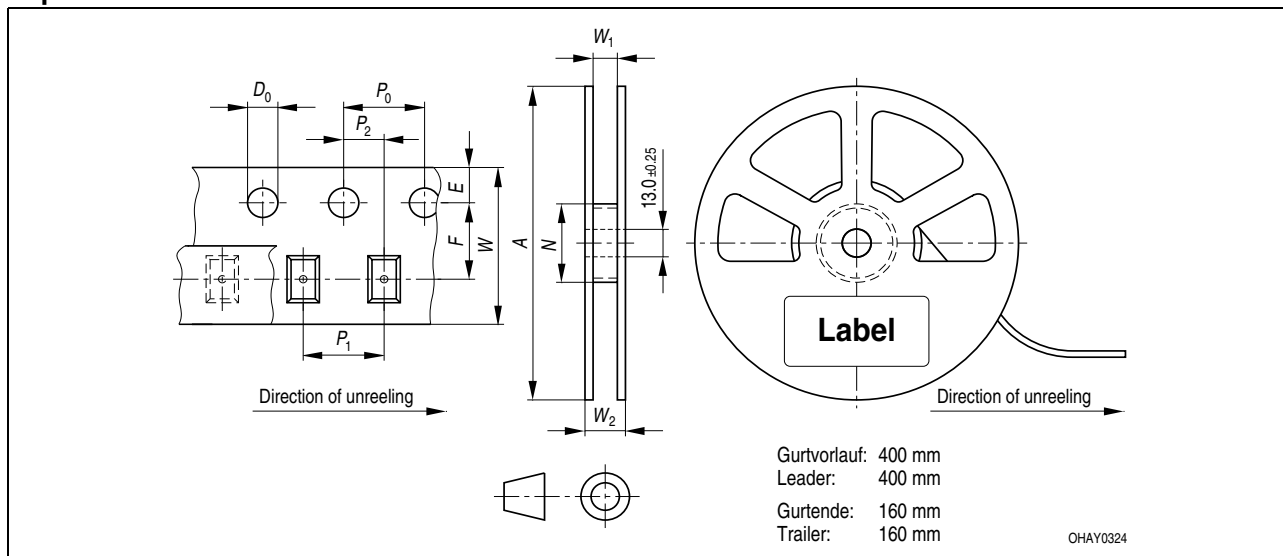 W1
D0
P0
P2
E
F
W
A
N
13.0 ±0.25
Label
P1
Direction of unreeling
W2
Direction of unreeling
Gurtvorlauf: 400 mm
Leader: 400 mm
Gurtende: 160 mm
Trailer: 160 mm
OHAY0324